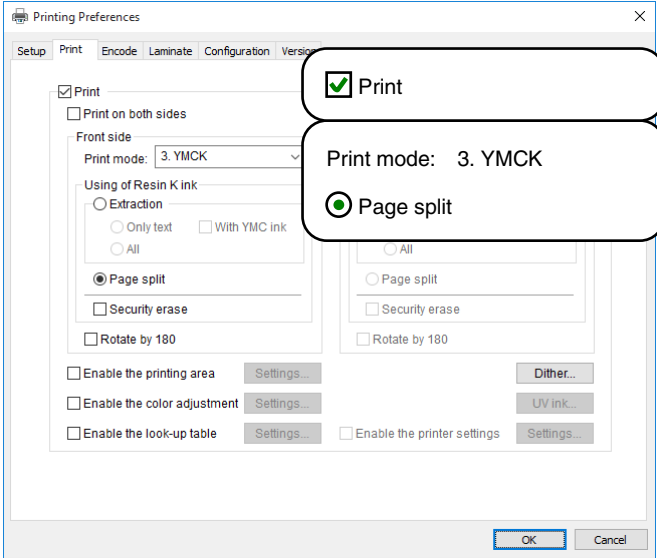 Printing Preferences
Setup Print Encode Laminate Configuration Version
Print
Print on both sides
Front side
Print mode: 3. YMCK
Using of Resin K ink
Extraction
Only text With YMC ink
All
Page split
Security erase
Rotate by 180
Print
Print mode: 3. YMCK
Page split
All
Page split
Security erase
Rotate by 180
Enable the printing area Settings... Dither...
Enable the color adjustment Settings... UV ink...
Enable the look-up table Settings... Enable the printer settings Settings...
OK Cancel